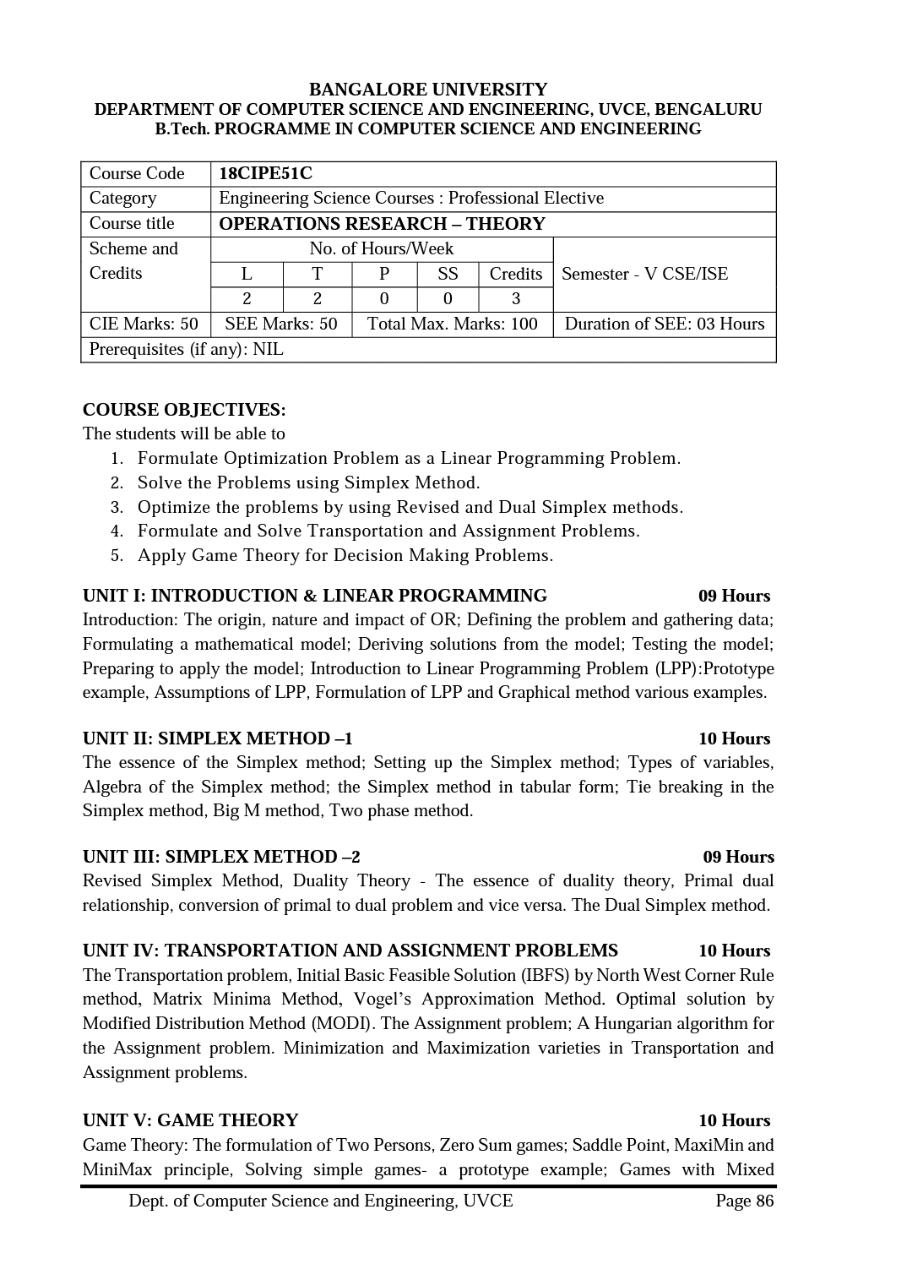 BANGALORE UNIVERSITY
DEPARTMENT OF COMPUTER SCIENCE AND ENGINEERING, UVCE, BENGALURU
B.Tech. PROGRAMME IN COMPUTER SCIENCE AND ENGINEERING
Course Code 18CIPE51C
Category Engineering Science Courses : Professional Elective
Course title OPERATIONS RESEARCH – THEORY
Scheme and No. of Hours/Week
Credits L T P SS Credits Semester - V CSE/ISE
2 2 0 0 3
CIE Marks: 50 SEE Marks: 50 Total Max. Marks: 100 Duration of SEE: 03 Hours
Prerequisites (if any): NIL
COURSE OBJECTIVES:
The students will be able to
1. Formulate Optimization Problem as a Linear Programming Problem.
2. Solve the Problems using Simplex Method.
3. Optimize the problems by using Revised and Dual Simplex methods.
4. Formulate and Solve Transportation and Assignment Problems.
5. Apply Game Theory for Decision Making Problems.
UNIT I: INTRODUCTION & LINEAR PROGRAMMING 09 Hours
Introduction: The origin, nature and impact of OR; Defining the problem and gathering data;
Formulating a mathematical model; Deriving solutions from the model; Testing the model;
Preparing to apply the model; Introduction to Linear Programming Problem (LPP):Prototype
example, Assumptions of LPP, Formulation of LPP and Graphical method various examples.
UNIT II: SIMPLEX METHOD –1 10 Hours
The essence of the Simplex method; Setting up the Simplex method; Types of variables,
Algebra of the Simplex method; the Simplex method in tabular form; Tie breaking in the
Simplex method, Big M method, Two phase method.
UNIT III: SIMPLEX METHOD –2 09 Hours
Revised Simplex Method, Duality Theory - The essence of duality theory, Primal dual
relationship, conversion of primal to dual problem and vice versa. The Dual Simplex method.
UNIT IV: TRANSPORTATION AND ASSIGNMENT PROBLEMS 10 Hours
The Transportation problem, Initial Basic Feasible Solution (IBFS) by North West Corner Rule
method, Matrix Minima Method, Vogel’s Approximation Method. Optimal solution by
Modified Distribution Method (MODI). The Assignment problem; A Hungarian algorithm for
the Assignment problem. Minimization and Maximization varieties in Transportation and
Assignment problems.
UNIT V: GAME THEORY 10 Hours
Game Theory: The formulation of Two Persons, Zero Sum games; Saddle Point, MaxiMin and
MiniMax principle, Solving simple games- a prototype example; Games with Mixed
Dept. of Computer Science and Engineering, UVCE Page 86